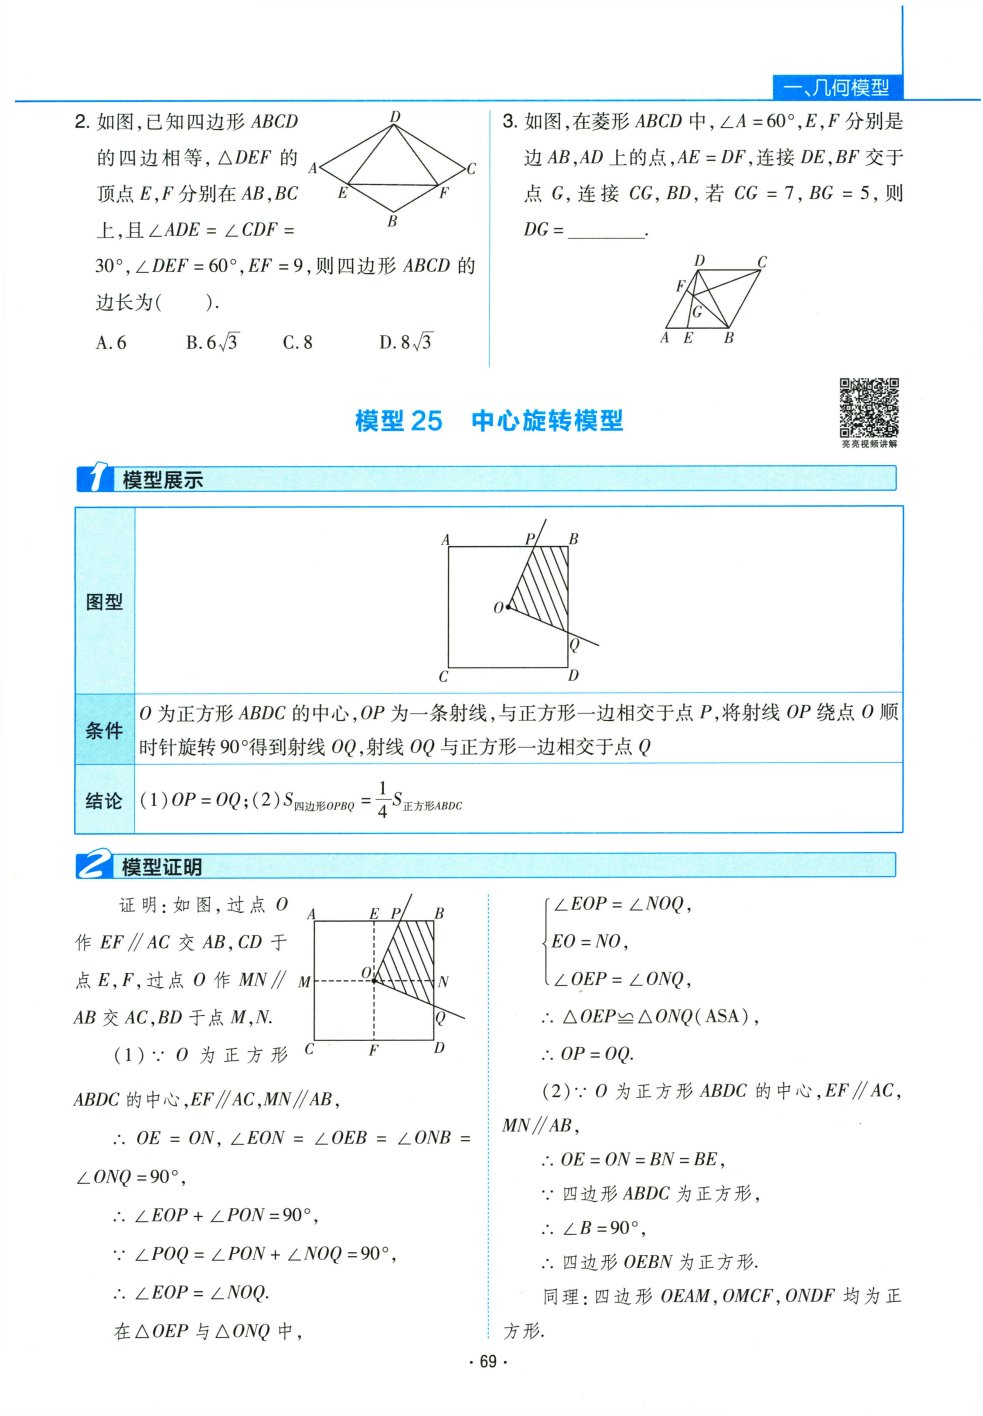 一、几何模型
2. 如图,已知四边形 ABCD
的四边相等, △DEF 的
顶点 E,F 分别在 AB,BC
上,且∠ADE = ∠CDF =
30°,∠DEF = 60°,EF = 9,则四边形 ABCD 的
边长为(　　).
A. 6　B. 6√3　C. 8　D. 8√3
D
A
C
E
F
B
3. 如图,在菱形 ABCD 中,∠A = 60°,E,F 分别是
边 AB,AD 上的点,AE = DF,连接 DE,BF 交于
点 G, 连接 CG, BD, 若 CG = 7, BG = 5, 则
DG = ________.
D
C
F
G
A E B
模型 25　中心旋转模型
亮亮视频讲解
1 模型展示
图型
A P B
O
Q
C D
条件
O 为正方形 ABDC 的中心,OP 为一条射线,与正方形一边相交于点 P,将射线 OP 绕点 O 顺
时针旋转 90°得到射线 OQ,射线 OQ 与正方形一边相交于点 Q
结论
(1)OP = OQ;(2)S四边形OPBQ = 1/4 S正方形ABDC
2 模型证明
证明:如图,过点 O
作 EF∥AC 交 AB,CD 于
点 E,F,过点 O 作 MN∥
AB 交 AC,BD 于点 M,N.
(1)∵ O 为正方形
A E P B
M O N
Q
C F D
ABDC 的中心,EF∥AC,MN∥AB,
∴ OE = ON, ∠EON = ∠OEB = ∠ONB =
∠ONQ = 90°,
∴ ∠EOP + ∠PON = 90°,
∵ ∠POQ = ∠PON + ∠NOQ = 90°,
∴ ∠EOP = ∠NOQ.
在△OEP 与△ONQ 中,
∠EOP = ∠NOQ,
EO = NO,
∠OEP = ∠ONQ,
∴ △OEP≌△ONQ(ASA),
∴ OP = OQ.
(2)∵ O 为正方形 ABDC 的中心,EF∥AC,
MN∥AB,
∴ OE = ON = BN = BE,
∵ 四边形 ABDC 为正方形,
∴ ∠B = 90°,
∴ 四边形 OEBN 为正方形.
同理:四边形 OEAM,OMCF,ONDF 均为正
方形.
· 69 ·